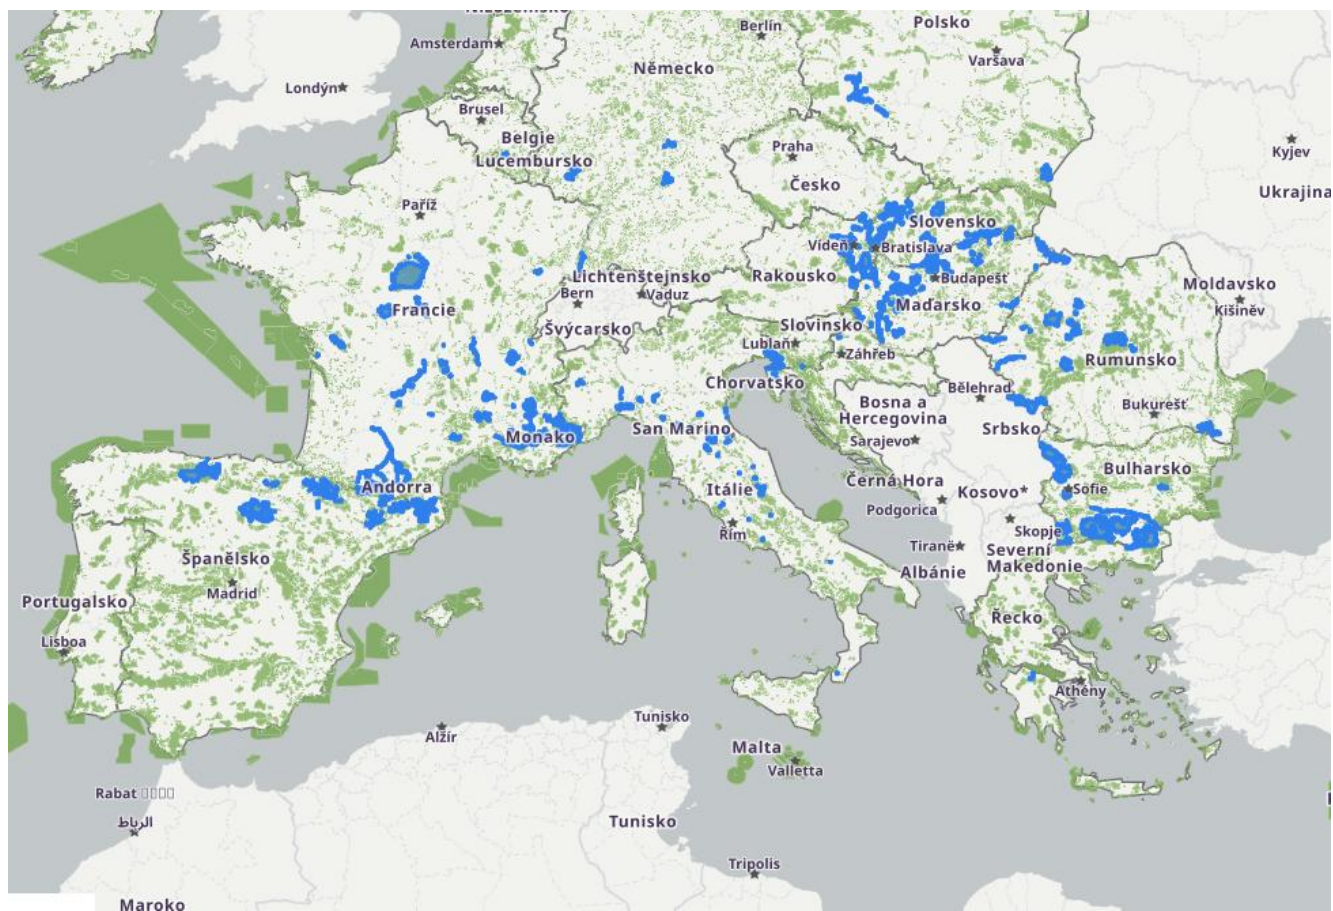 Nizozemsko
Berlín
Polsko
Amsterdam
Varšava
Německo
Londýn
Brusel
Belgie
Lucembursko
Praha
Kyjev
Česko
Ukrajina
Paříž
Slovensko
Vídeň
Bratislava
Lichtenštejnsko
Rakousko
Budapešť
Moldavsko
Bern
Vaduz
Francie
Maďarsko
Kišiněv
Švýcarsko
Slovinsko
Lublaň
Záhřeb
Rumunsko
Chorvatsko
Bělehrad
Bosna a
Hercegovina
Bukurešť
Monako
San Marino
Srbsko
Sarajevo
Bulharsko
Andorra
Itálie
Černá Hora
Kosovo*
Sofie
Podgorica
Řím
Skopje
Španělsko
Tiranë
Severní
Makedonie
Albánie
Madrid
Portugalsko
Řecko
Lisboa
Athény
Tunisko
Alžír
Malta
Valletta
Rabat
الرباط
Tunisko
Tripolis
Maroko